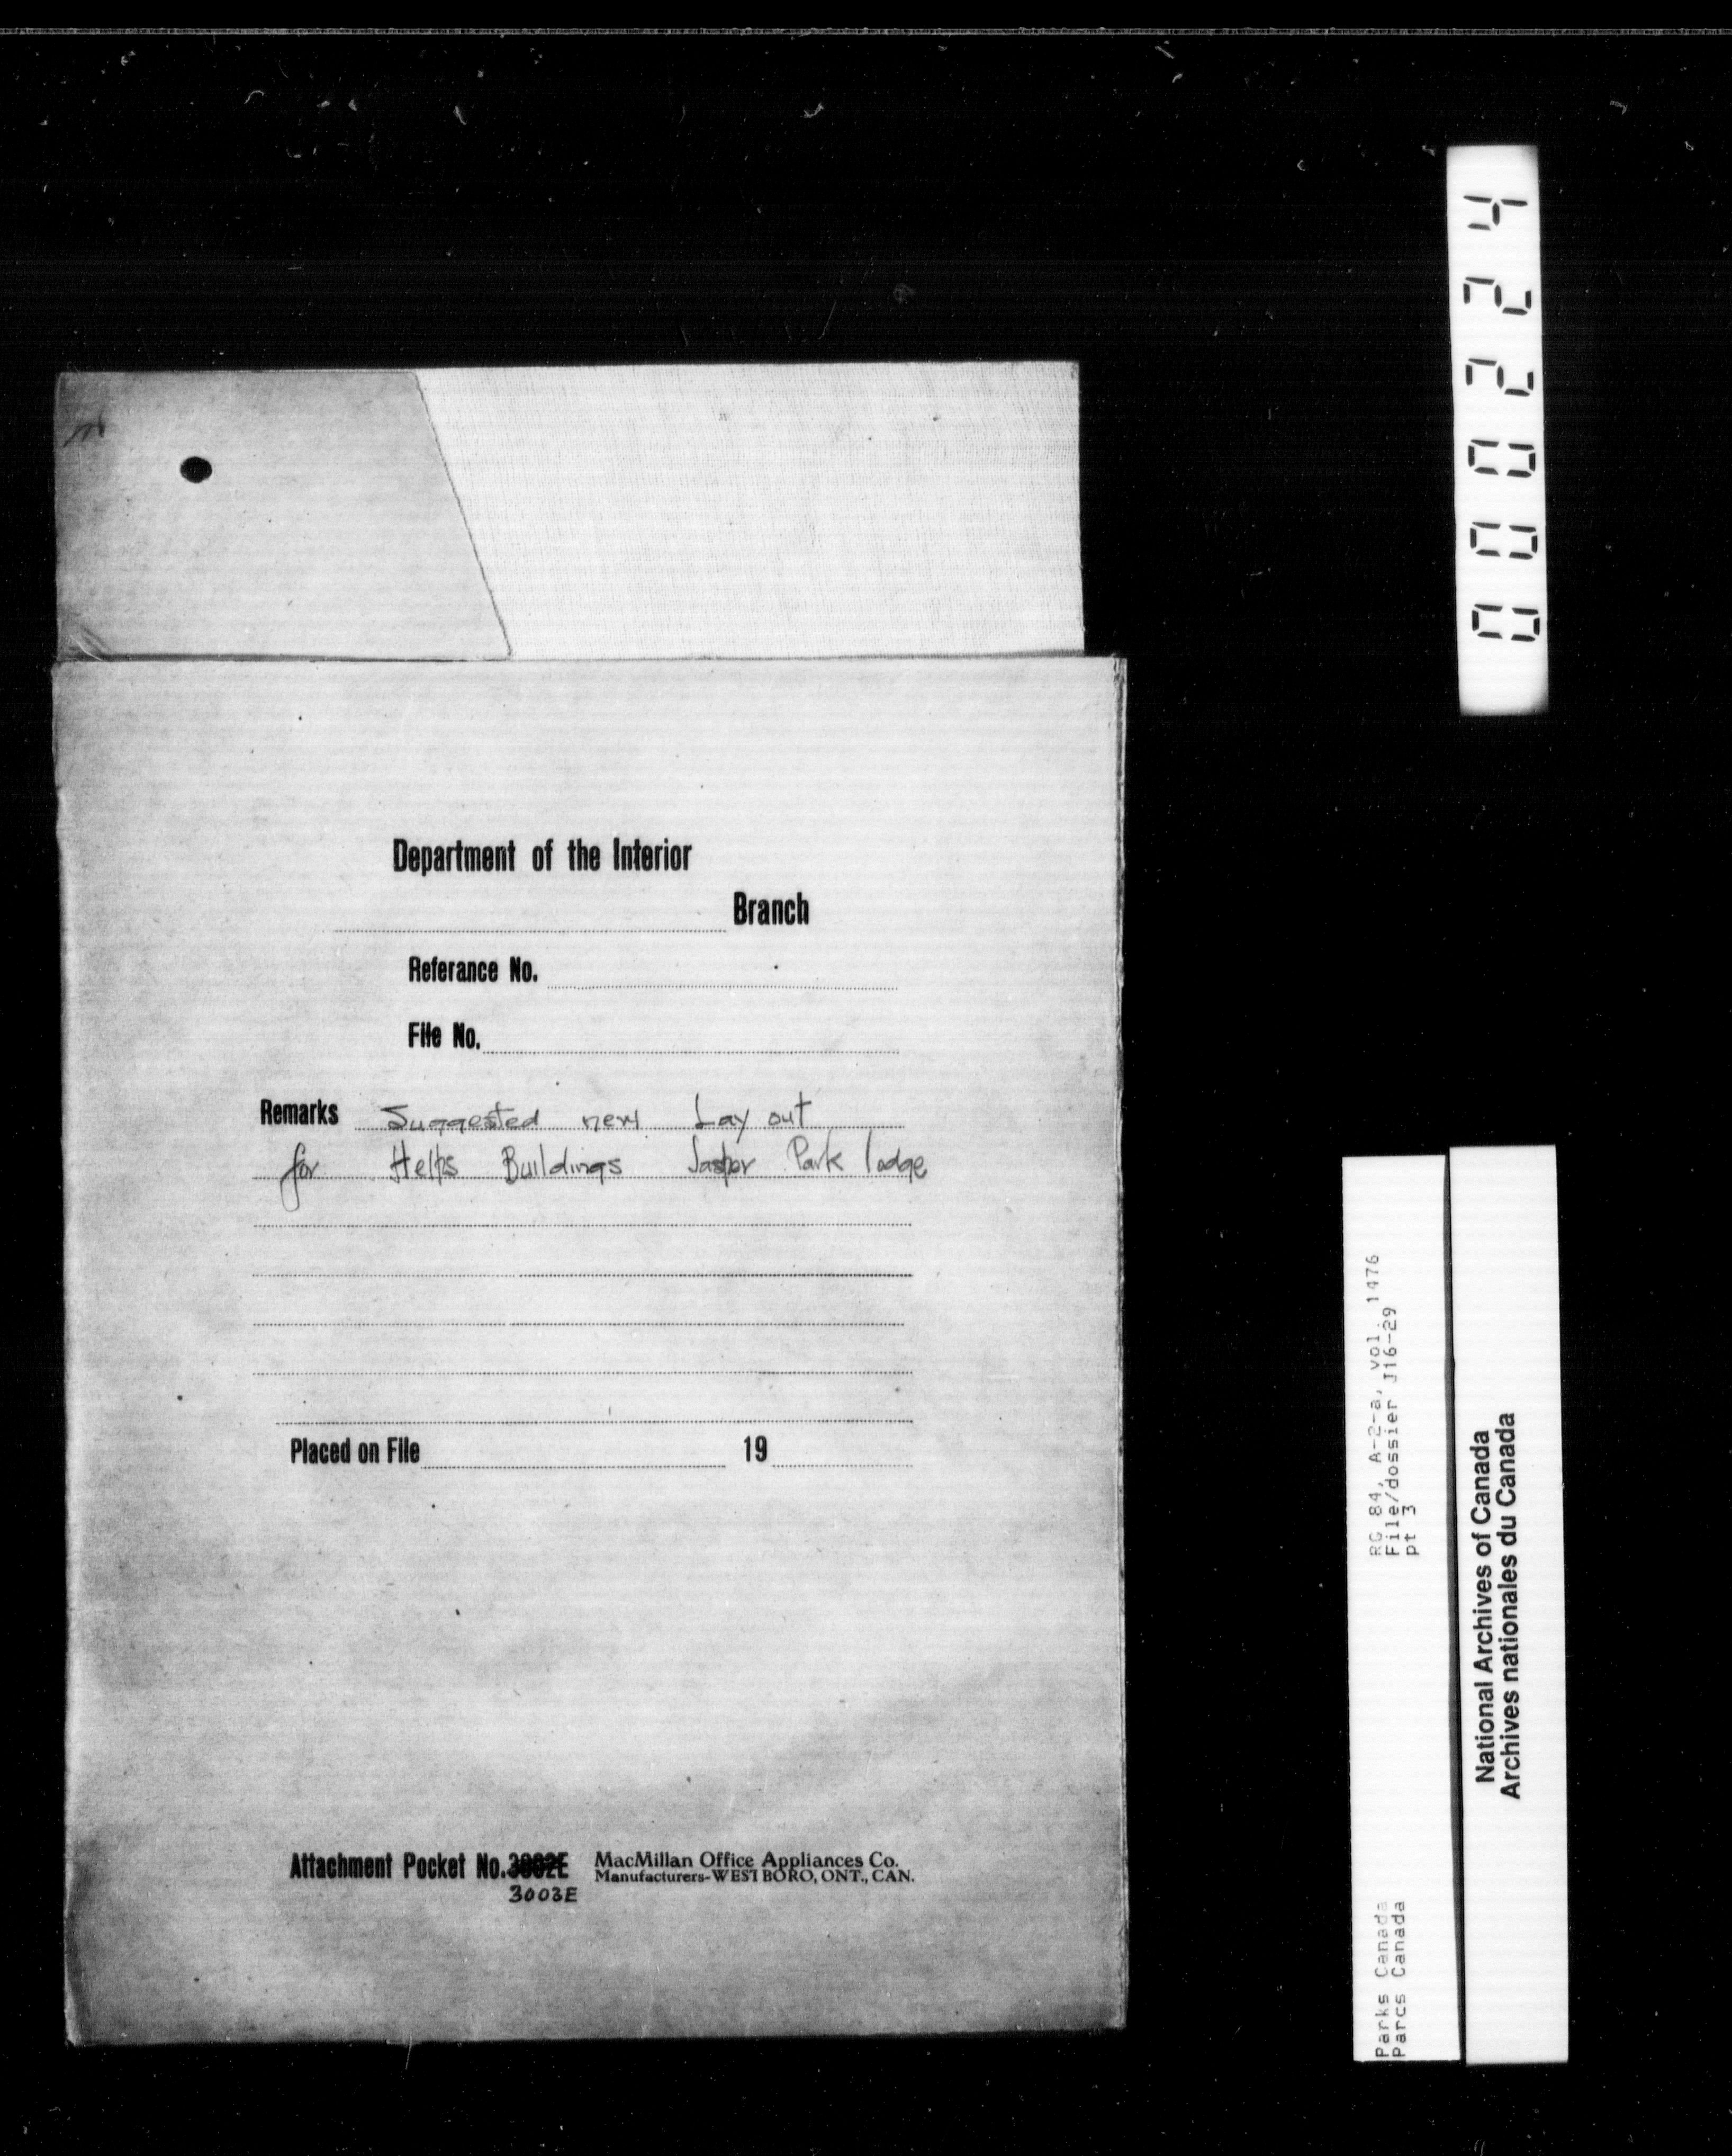 Department of the Interior
Branch
Referance No.
File No.
Remarks Suggested new Lay out
for Helps Buildings Jasper Park lodge
Placed on File 19
Attachment Pocket No. 3002E
3003E
MacMillan Office Appliances Co.
Manufacturers-WESTBORO, ONT., CAN.
000224
RG 84, A-2-a, vol. 1476
File/dossier J16-29
pt 3
Parks Canada
Parcs Canada
National Archives of Canada
Archives nationales du Canada